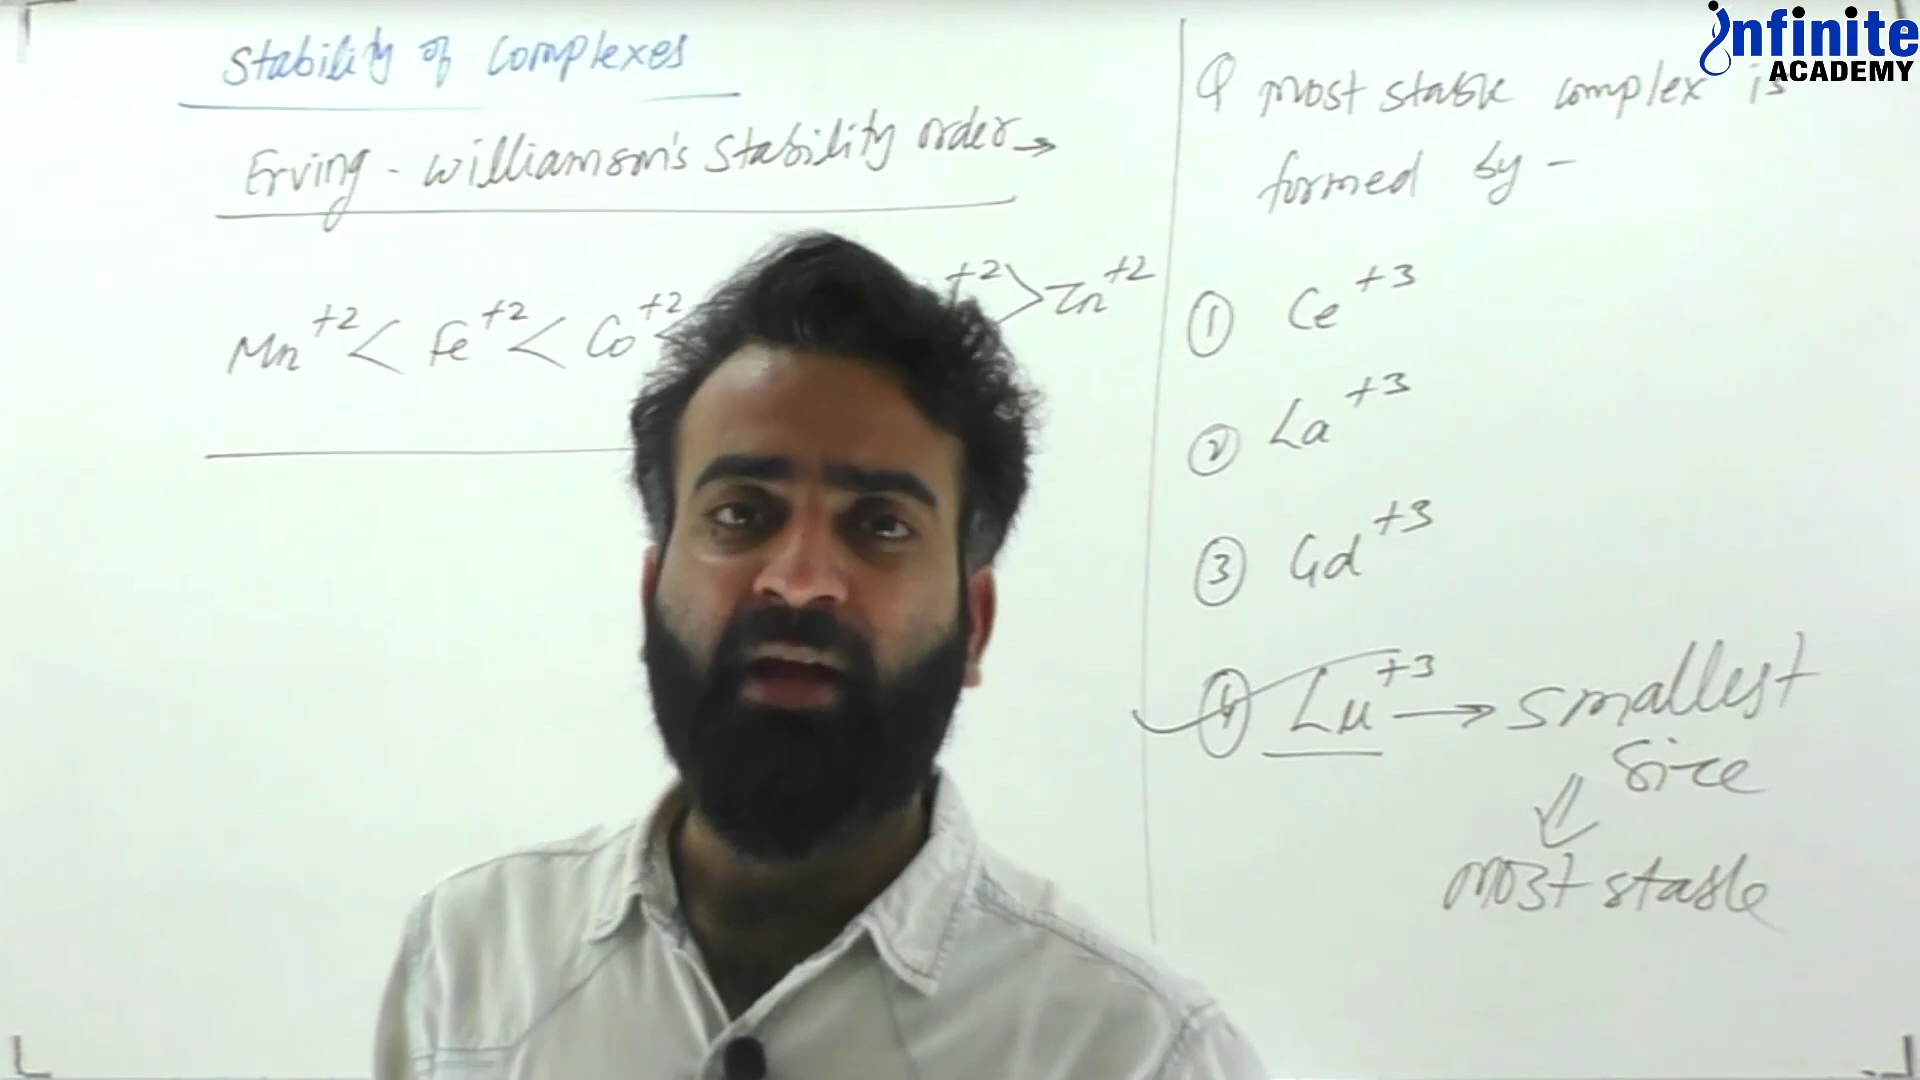 infinite
ACADEMY
Stability of complexes
Erving - williamson's stability order →
Mn+2 < Fe+2 < Co+2 < +2 > Zn+2
Q most stable complex is
formed by -
① Ce+3
② La+3
③ Gd+3
④ Lu+3 → smallest
size
⇓
most stable